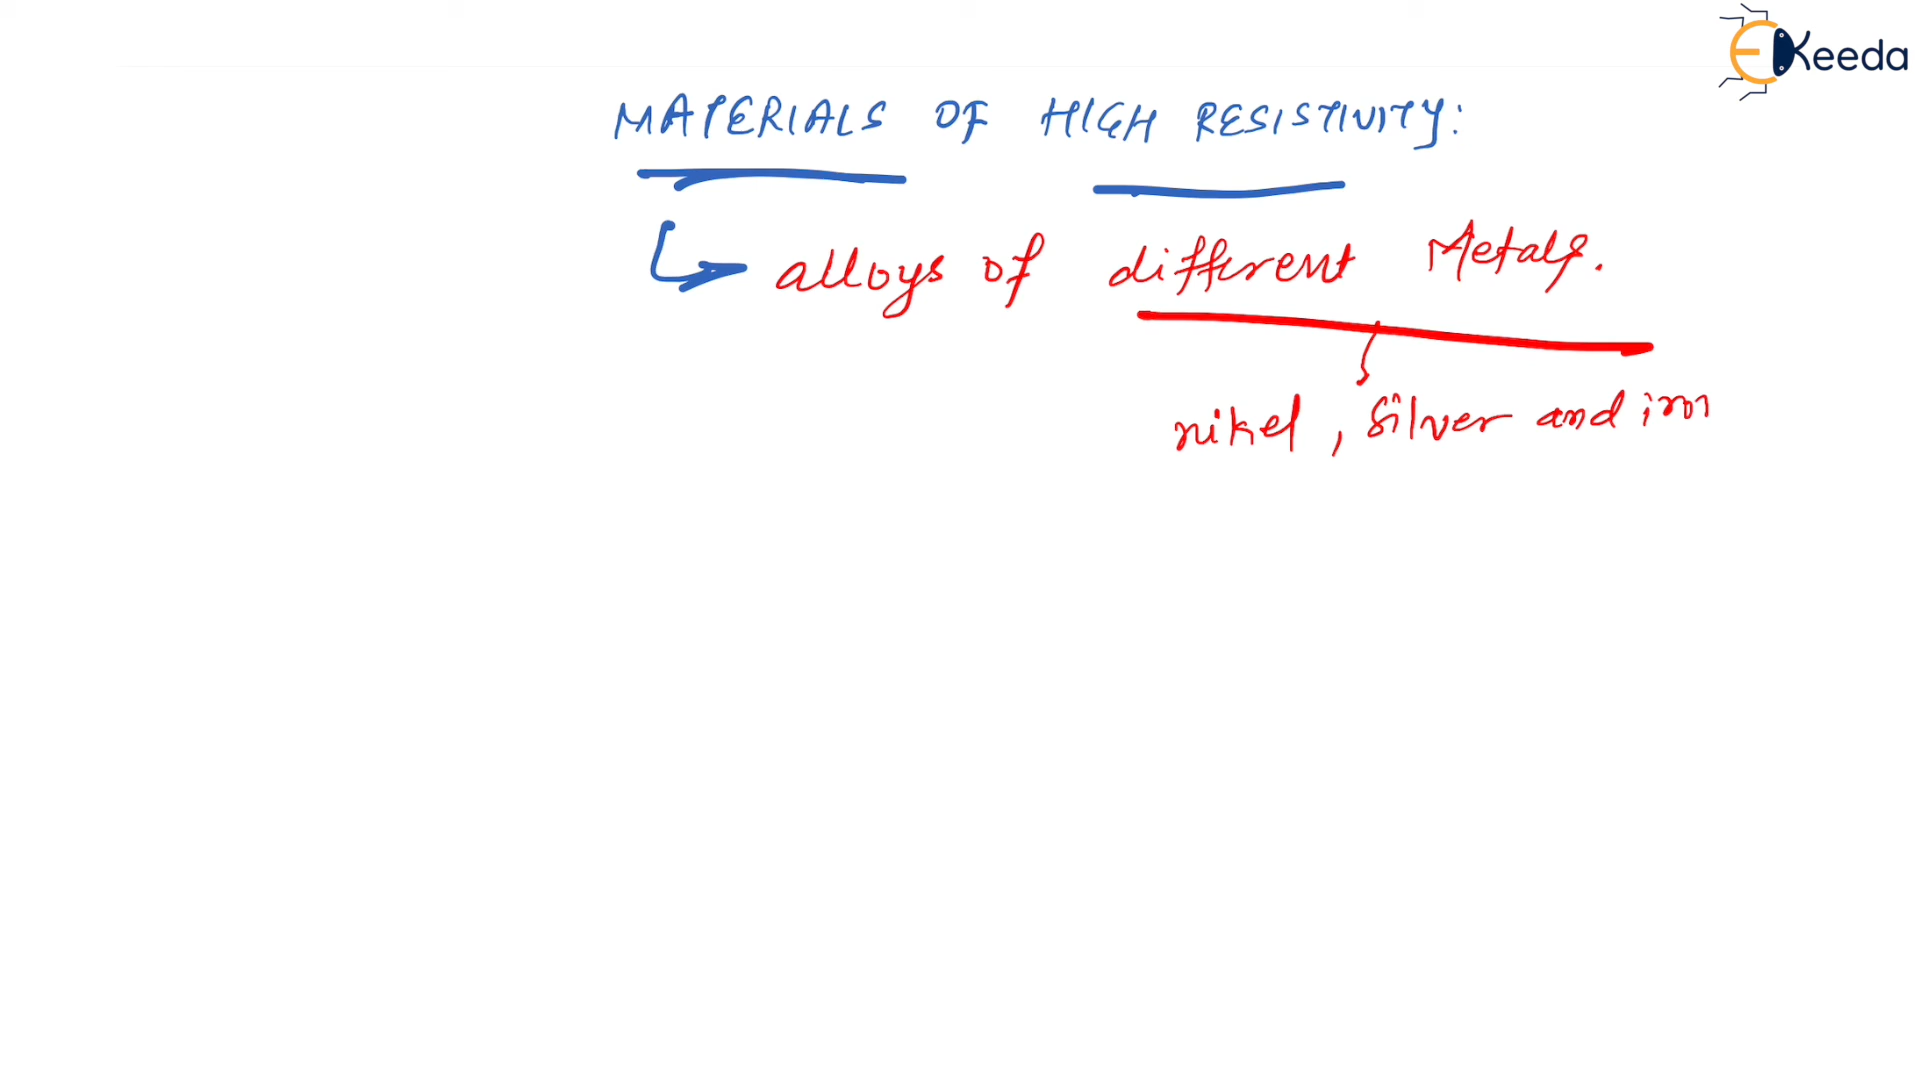 EKeeda
MATERIALS OF HIGH RESISTIVITY:
alloys of different Metals.
nikel, silver and iron